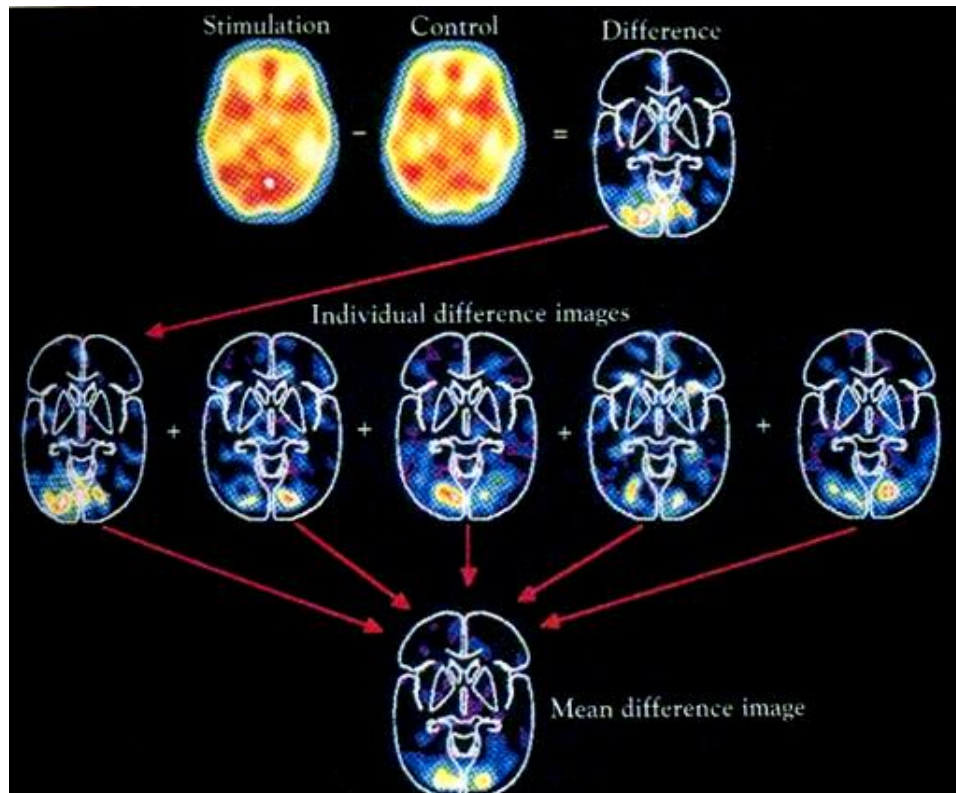 Stimulation
Control
Difference
−
=
Individual difference images
+
+
+
+
Mean difference image